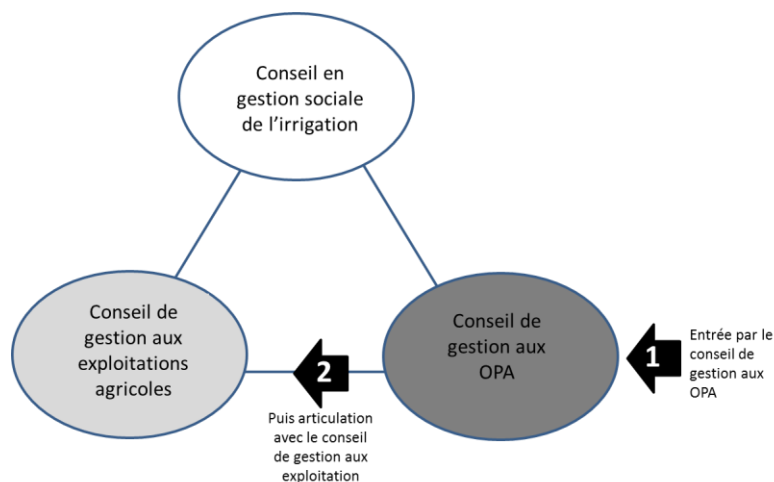 Conseil en
gestion sociale
de l'irrigation
Conseil de
gestion aux
exploitations
agricoles
Conseil de
gestion aux
OPA
1
Entrée par le
conseil de
gestion aux
OPA
2
Puis articulation
avec le conseil
de gestion aux
exploitation